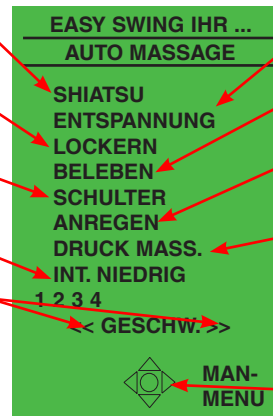 EASY SWING IHR ...
AUTO MASSAGE
SHIATSU
ENTSPANNUNG
LOCKERN
BELEBEN
SCHULTER
ANREGEN
DRUCK MASS.
INT. NIEDRIG
1 2 3 4
<< GESCHW. >>
MAN-
MENU